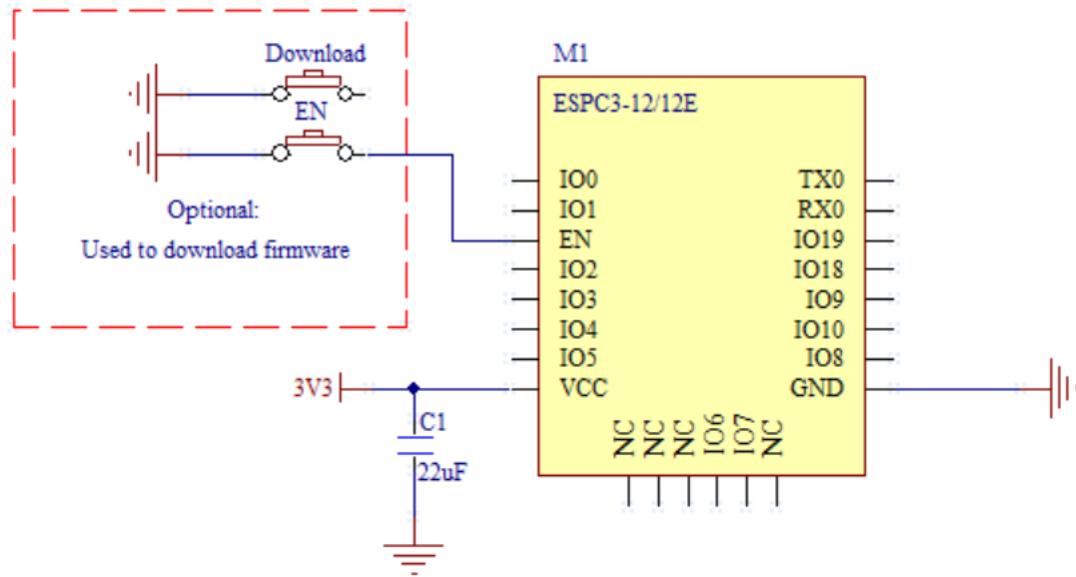 Download
EN
Optional:
Used to download firmware
M1
ESPC3-12/12E
IO0
IO1
EN
IO2
IO3
IO4
IO5
VCC
TX0
RX0
IO19
IO18
IO9
IO10
IO8
GND
NC
NC
NC
IO6
IO7
NC
3V3
C1
22uF